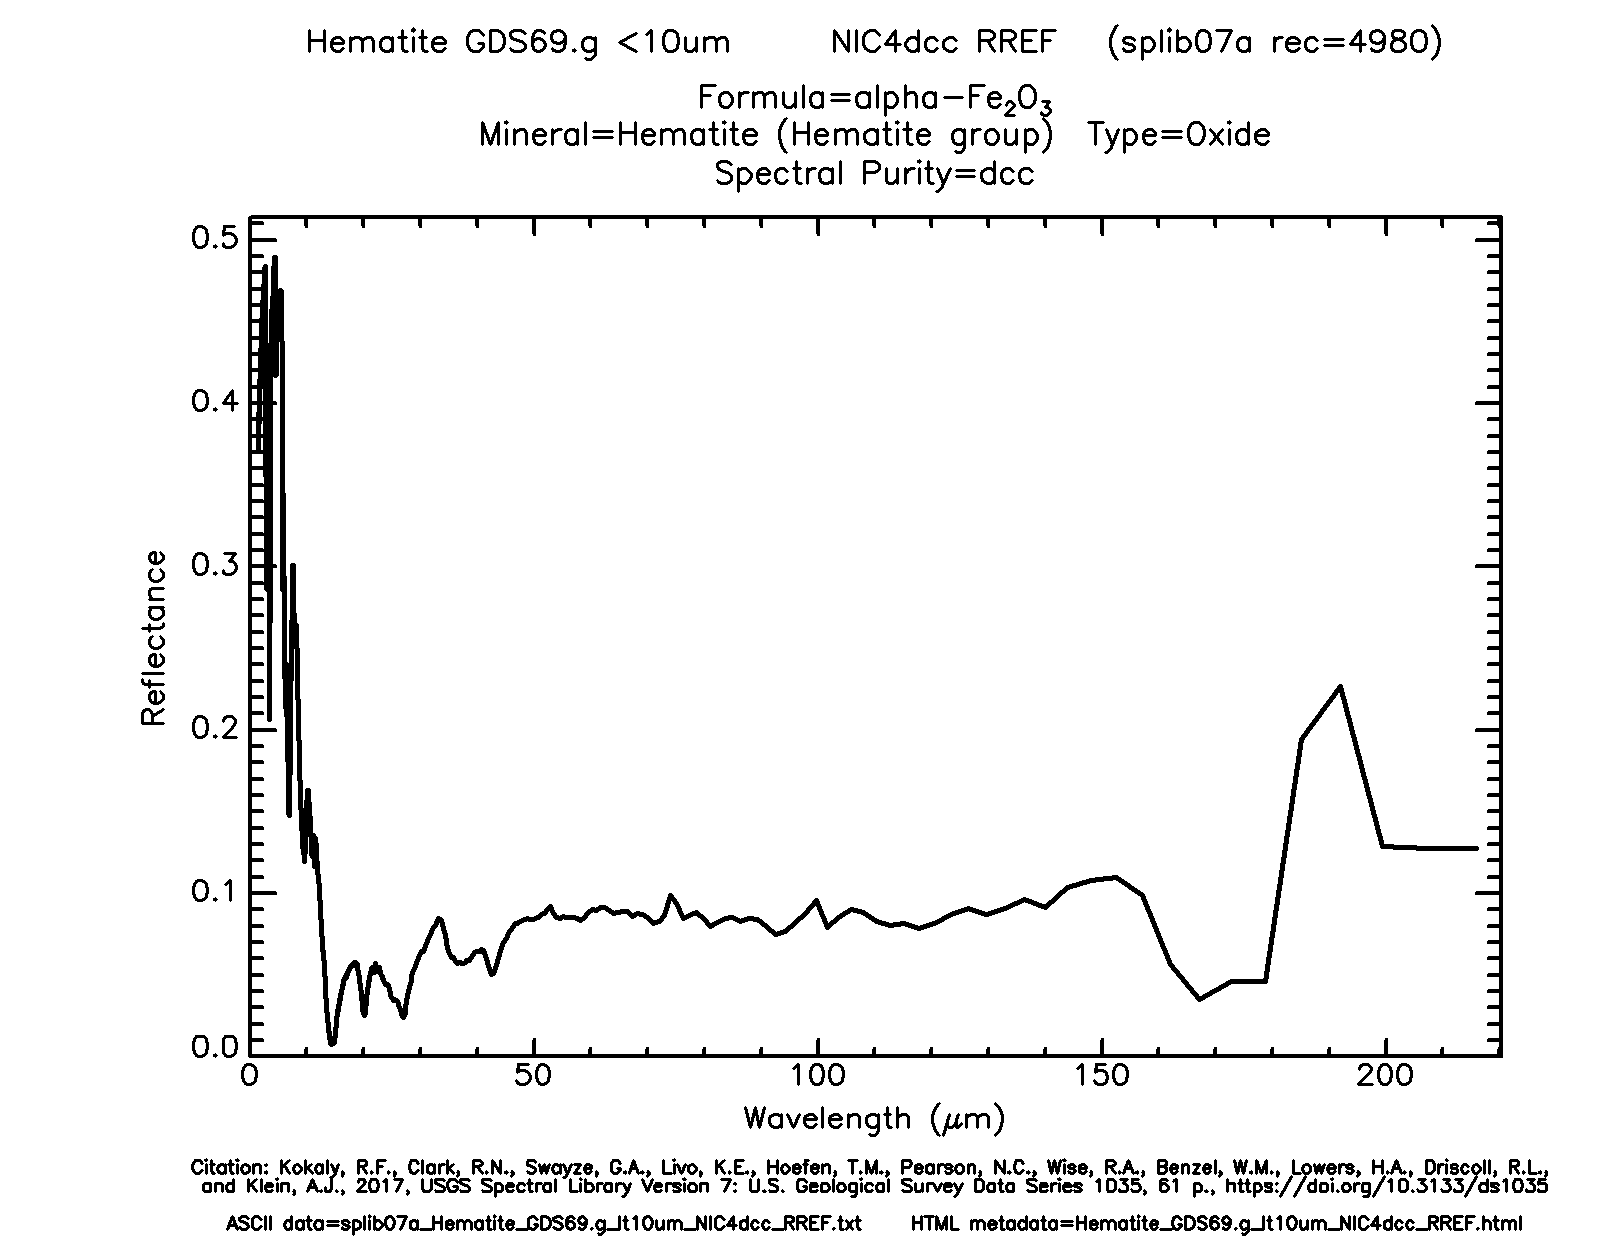 Hematite GDS69.g <10um NIC4dcc RREF (splib07a rec=4980)
Formula=alpha-Fe2O3
Mineral=Hematite (Hematite group) Type=Oxide
Spectral Purity=dcc
0.5
0.4
0.3
0.2
0.1
0.0
Reflectance
0 50 100 150 200
Wavelength (μm)
Citation: Kokaly, R.F., Clark, R.N., Swayze, G.A., Livo, K.E., Hoefen, T.M., Pearson, N.C., Wise, R.A., Benzel, W.M., Lowers, H.A., Driscoll, R.L.,
and Klein, A.J., 2017, USGS Spectral Library Version 7: U.S. Geological Survey Data Series 1035, 61 p., https://doi.org/10.3133/ds1035
ASCII data=splib07a_Hematite_GDS69.g_lt10um_NIC4dcc_RREF.txt HTML metadata=Hematite_GDS69.g_lt10um_NIC4dcc_RREF.html